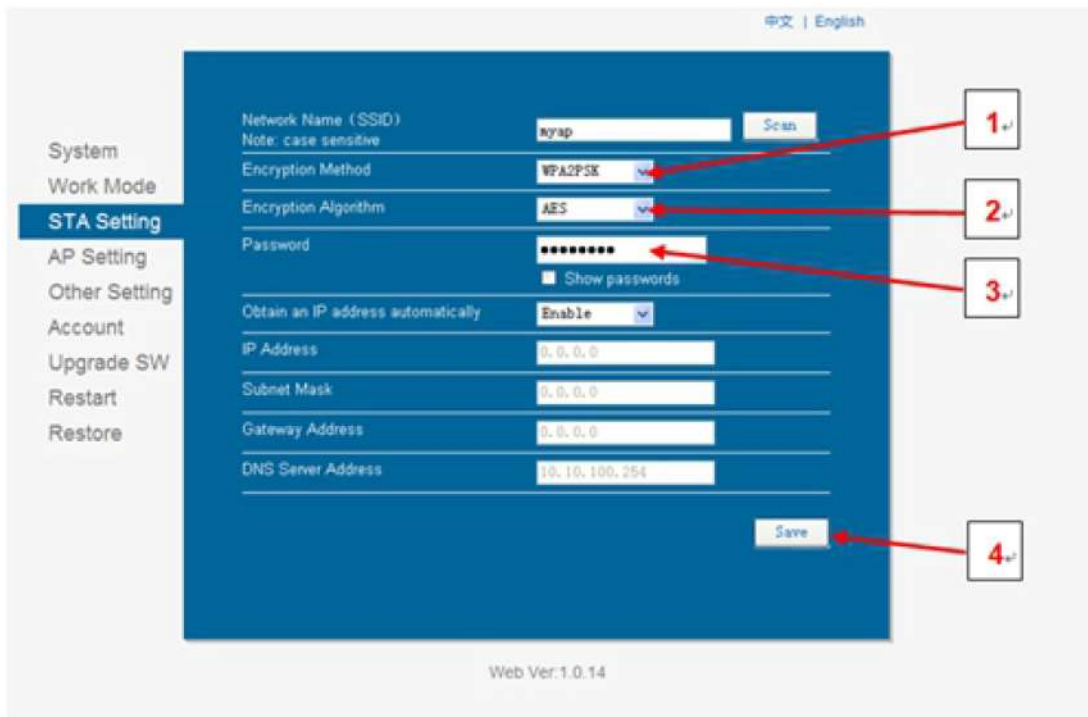 中文 | English
System
Work Mode
STA Setting
AP Setting
Other Setting
Account
Upgrade SW
Restart
Restore
Network Name (SSID)
Note: case sensitive
myap
Scan
Encryption Method
WPA2PSK
Encryption Algorithm
AES
Password
●●●●●●●●
Show passwords
Obtain an IP address automatically
Enable
IP Address
0.0.0.0
Subnet Mask
0.0.0.0
Gateway Address
0.0.0.0
DNS Server Address
10.10.100.254
Save
1
2
3
4
Web Ver:1.0.14